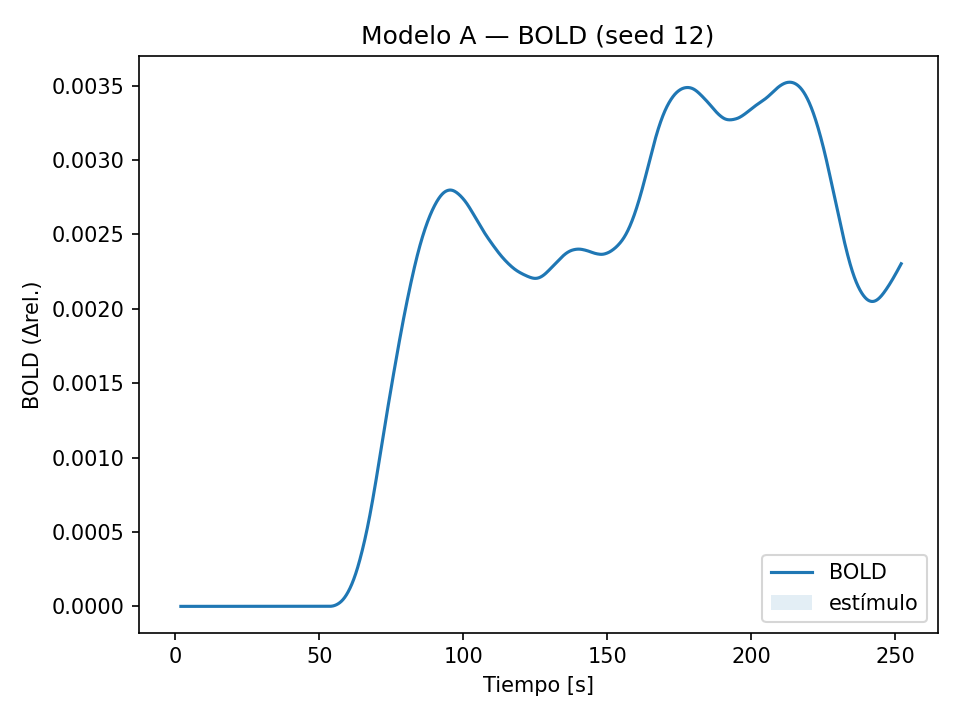 Modelo A — BOLD (seed 12)
BOLD (Δrel.)
0.0035
0.0030
0.0025
0.0020
0.0015
0.0010
0.0005
0.0000
BOLD
estímulo
0 50 100 150 200 250
Tiempo [s]